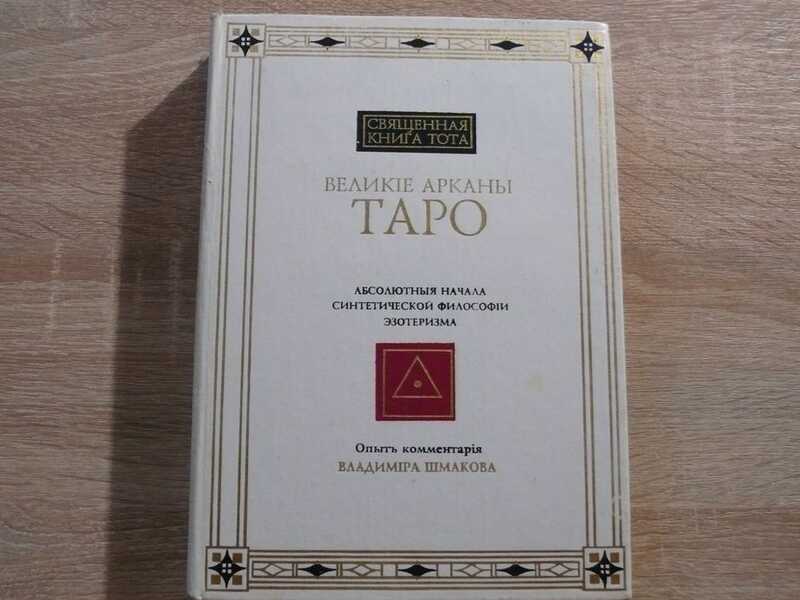 СВЯЩЕННАЯ
КНИГА ТОТА
ВЕЛИКІЕ АРКАНЫ
ТАРО
АБСОЛЮТНЫЯ НАЧАЛА
СИНТЕТИЧЕСКОЙ ФИЛОСОФІИ
ЭЗОТЕРИЗМА
Опытъ комментарія
ВЛАДИМІРА ШМАКОВА